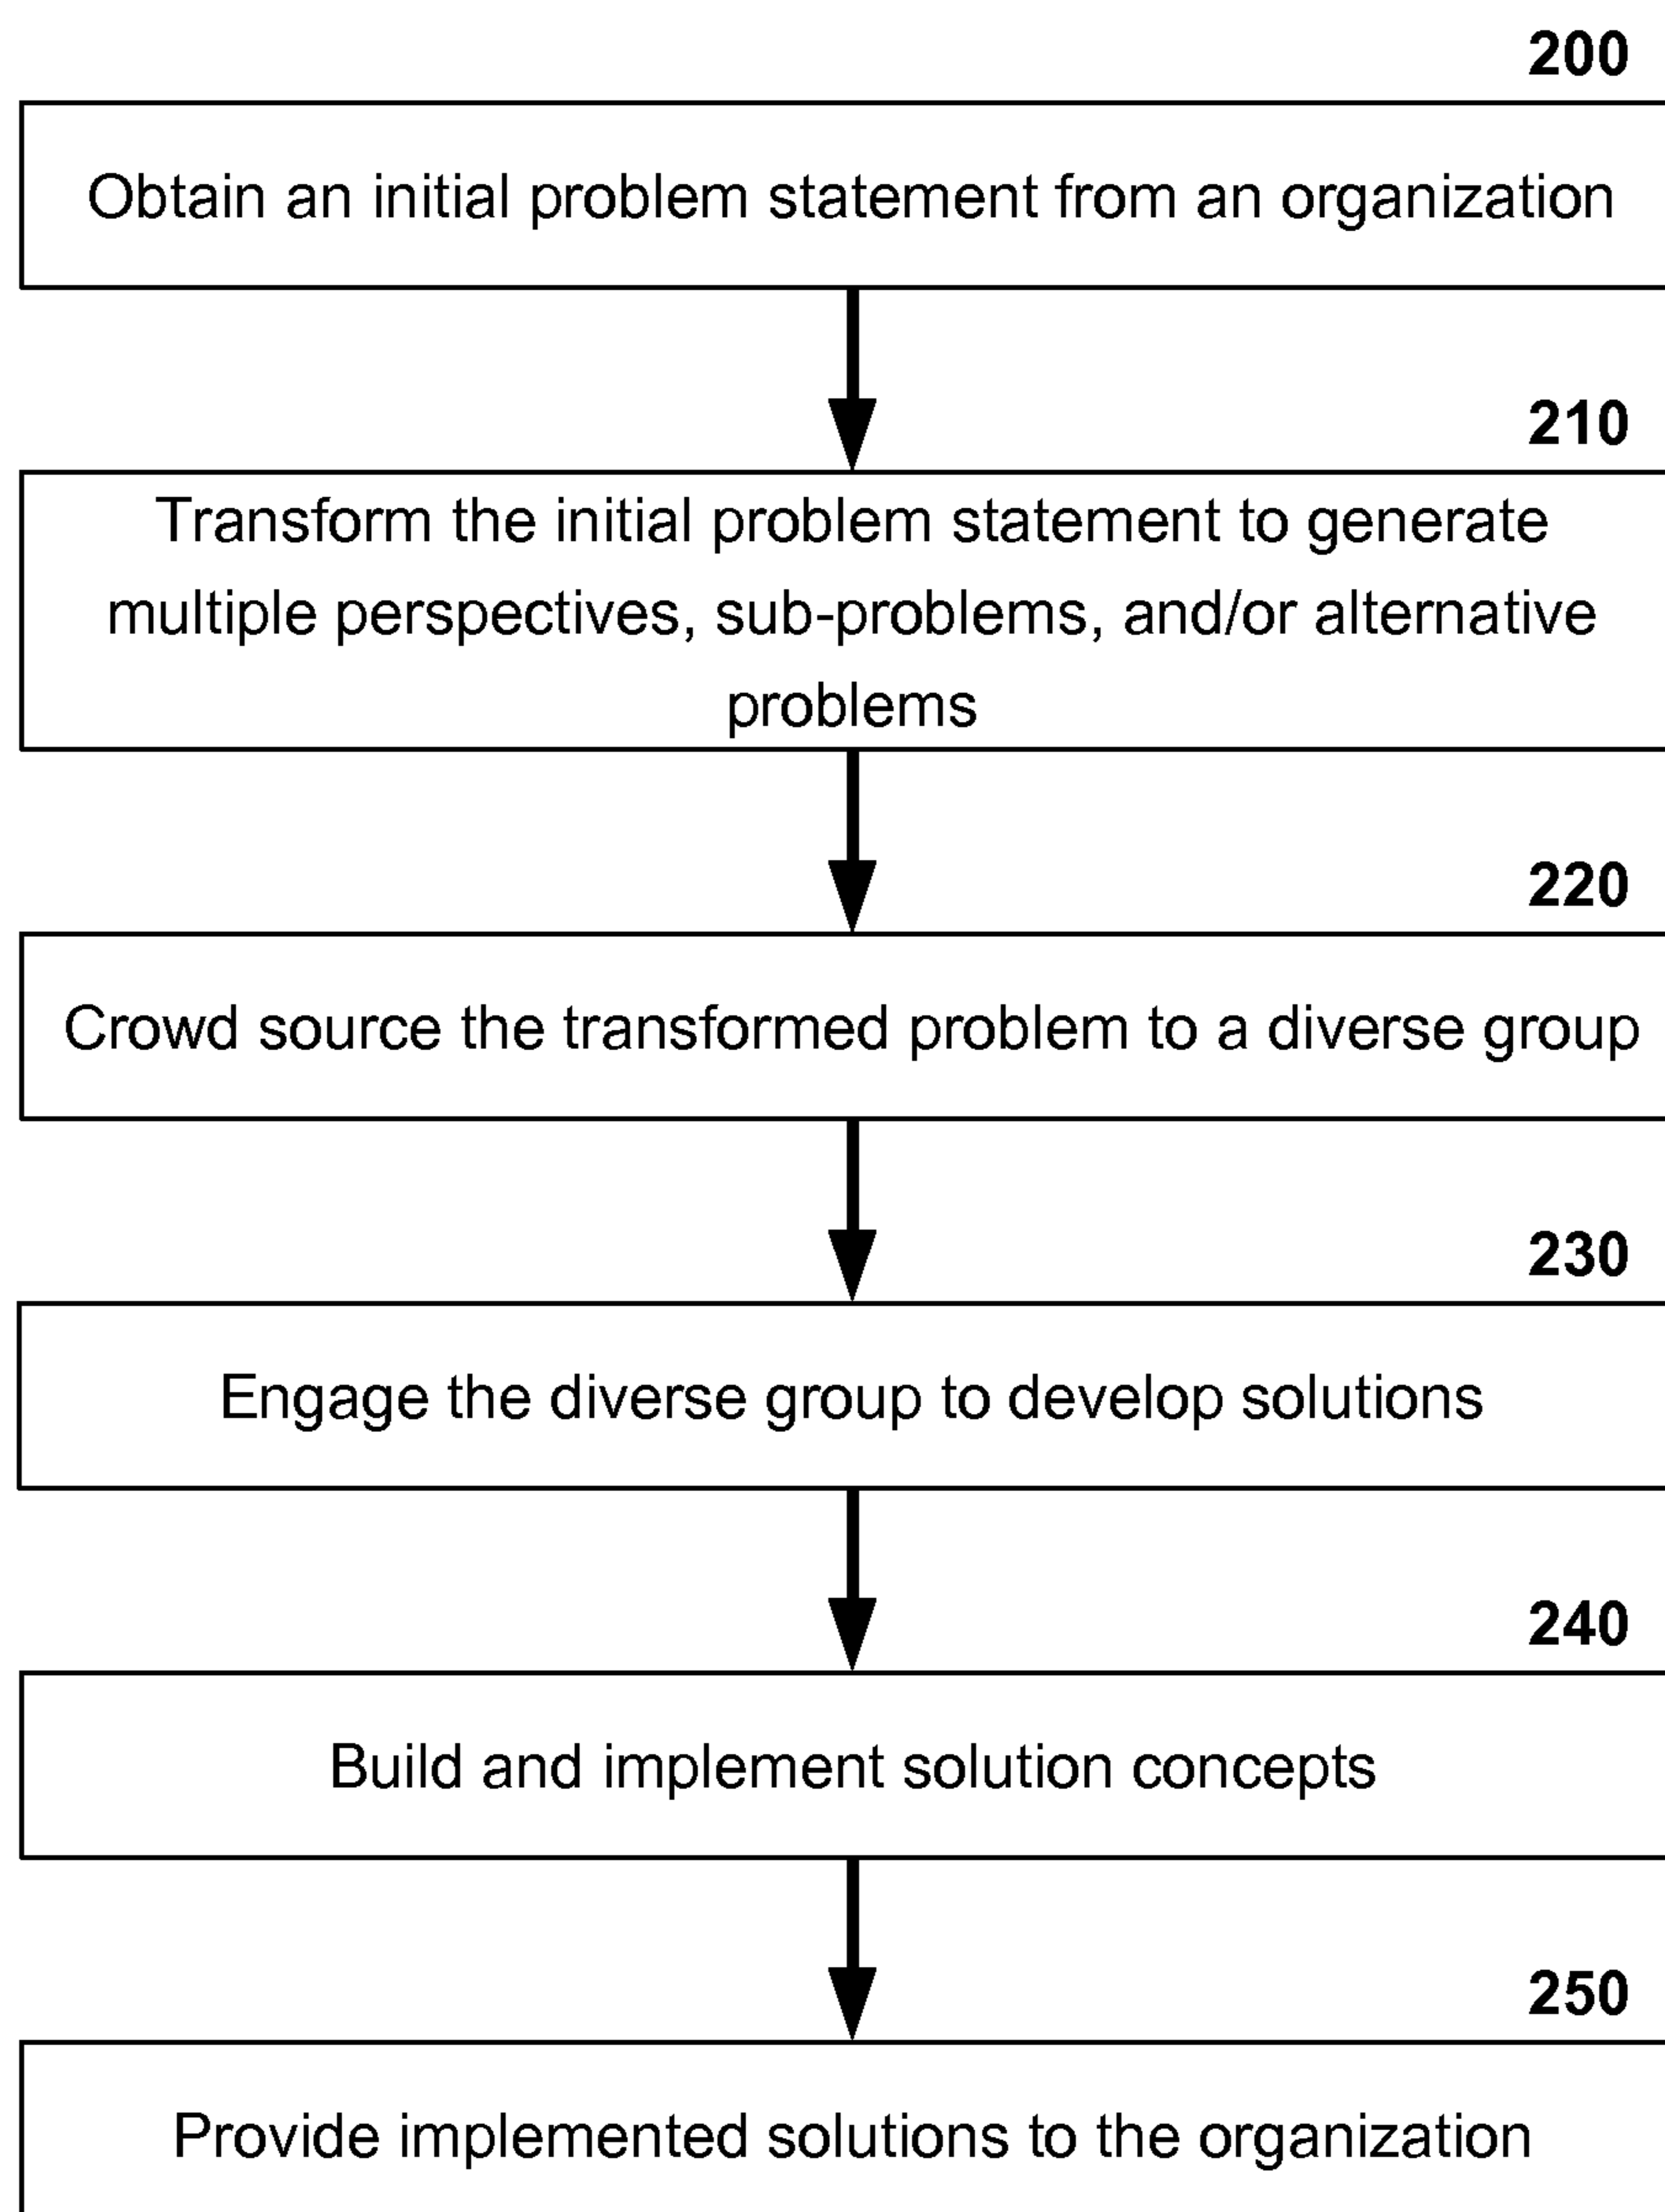 200
Obtain an initial problem statement from an organization
210
Transform the initial problem statement to generate
multiple perspectives, sub-problems, and/or alternative
problems
220
Crowd source the transformed problem to a diverse group
230
Engage the diverse group to develop solutions
240
Build and implement solution concepts
250
Provide implemented solutions to the organization